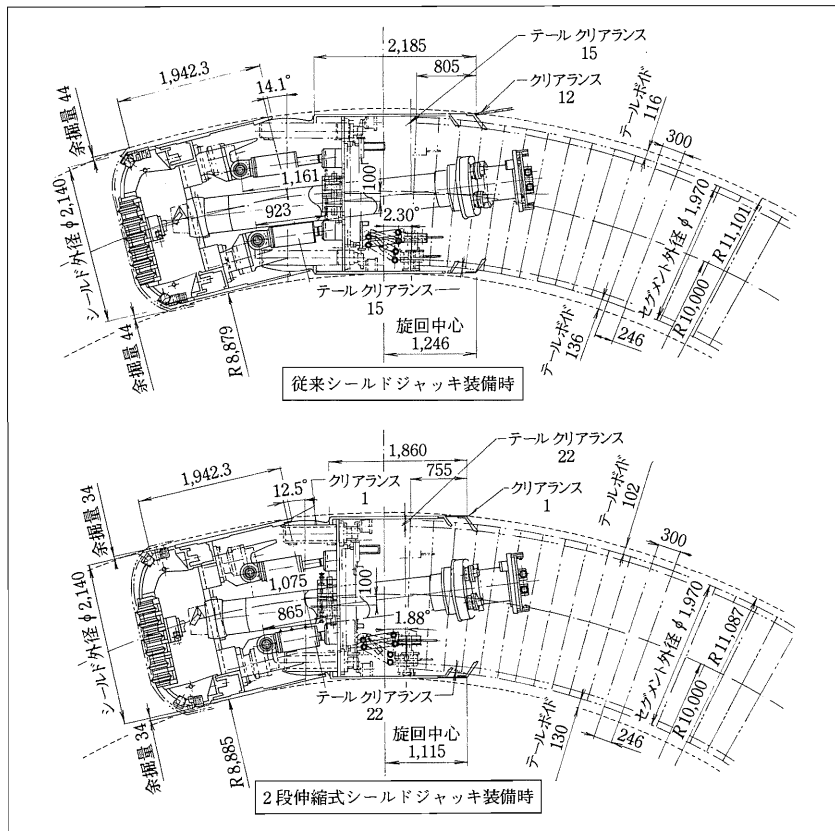 2,185
テール クリアランス
15
805
クリアランス
12
テールボイド
116
300
1,942.3
14.1°
余掘量 44
シールド外径 φ2,140
1,161
923
100
2.30°
セグメント外径 φ1,970
R 11,101
R 10,000
テール クリアランス
15
旋回中心
1,246
余掘量 44
R 8,879
テールボイド
136
246
従来シールドジャッキ装備時
1,860
テール クリアランス
22
755
クリアランス
1
クリアランス
1
テールボイド
102
300
1,942.3
12.5°
余掘量 34
シールド外径 φ2,140
1,075
865
100
1.88°
セグメント外径 φ1,970
R 11,087
R 10,000
テール クリアランス
22
旋回中心
1,115
余掘量 34
R 8,885
テールボイド
130
246
2段伸縮式シールドジャッキ装備時